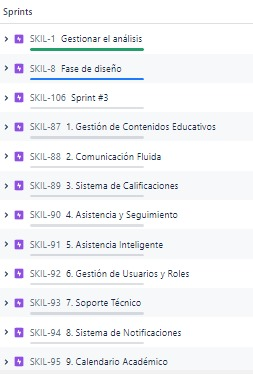 Sprints
SKIL-1 Gestionar el análisis
SKIL-8 Fase de diseño
SKIL-106 Sprint #3
SKIL-87 1. Gestión de Contenidos Educativos
SKIL-88 2. Comunicación Fluida
SKIL-89 3. Sistema de Calificaciones
SKIL-90 4. Asistencia y Seguimiento
SKIL-91 5. Asistencia Inteligente
SKIL-92 6. Gestión de Usuarios y Roles
SKIL-93 7. Soporte Técnico
SKIL-94 8. Sistema de Notificaciones
SKIL-95 9. Calendario Académico